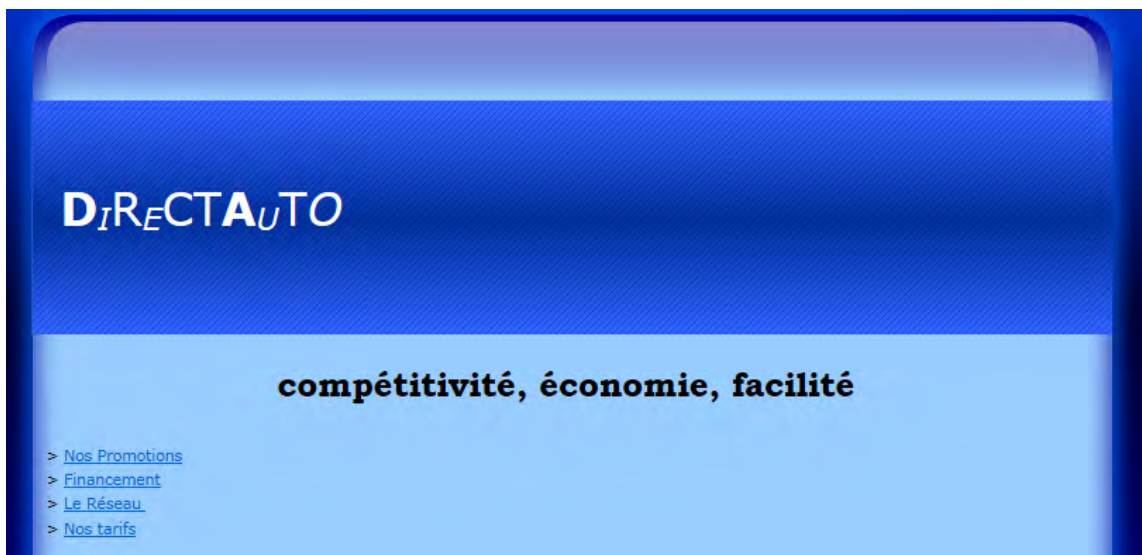 DIRECTAUTO
compétitivité, économie, facilité
> Nos Promotions
> Financement
> Le Réseau
> Nos tarifs